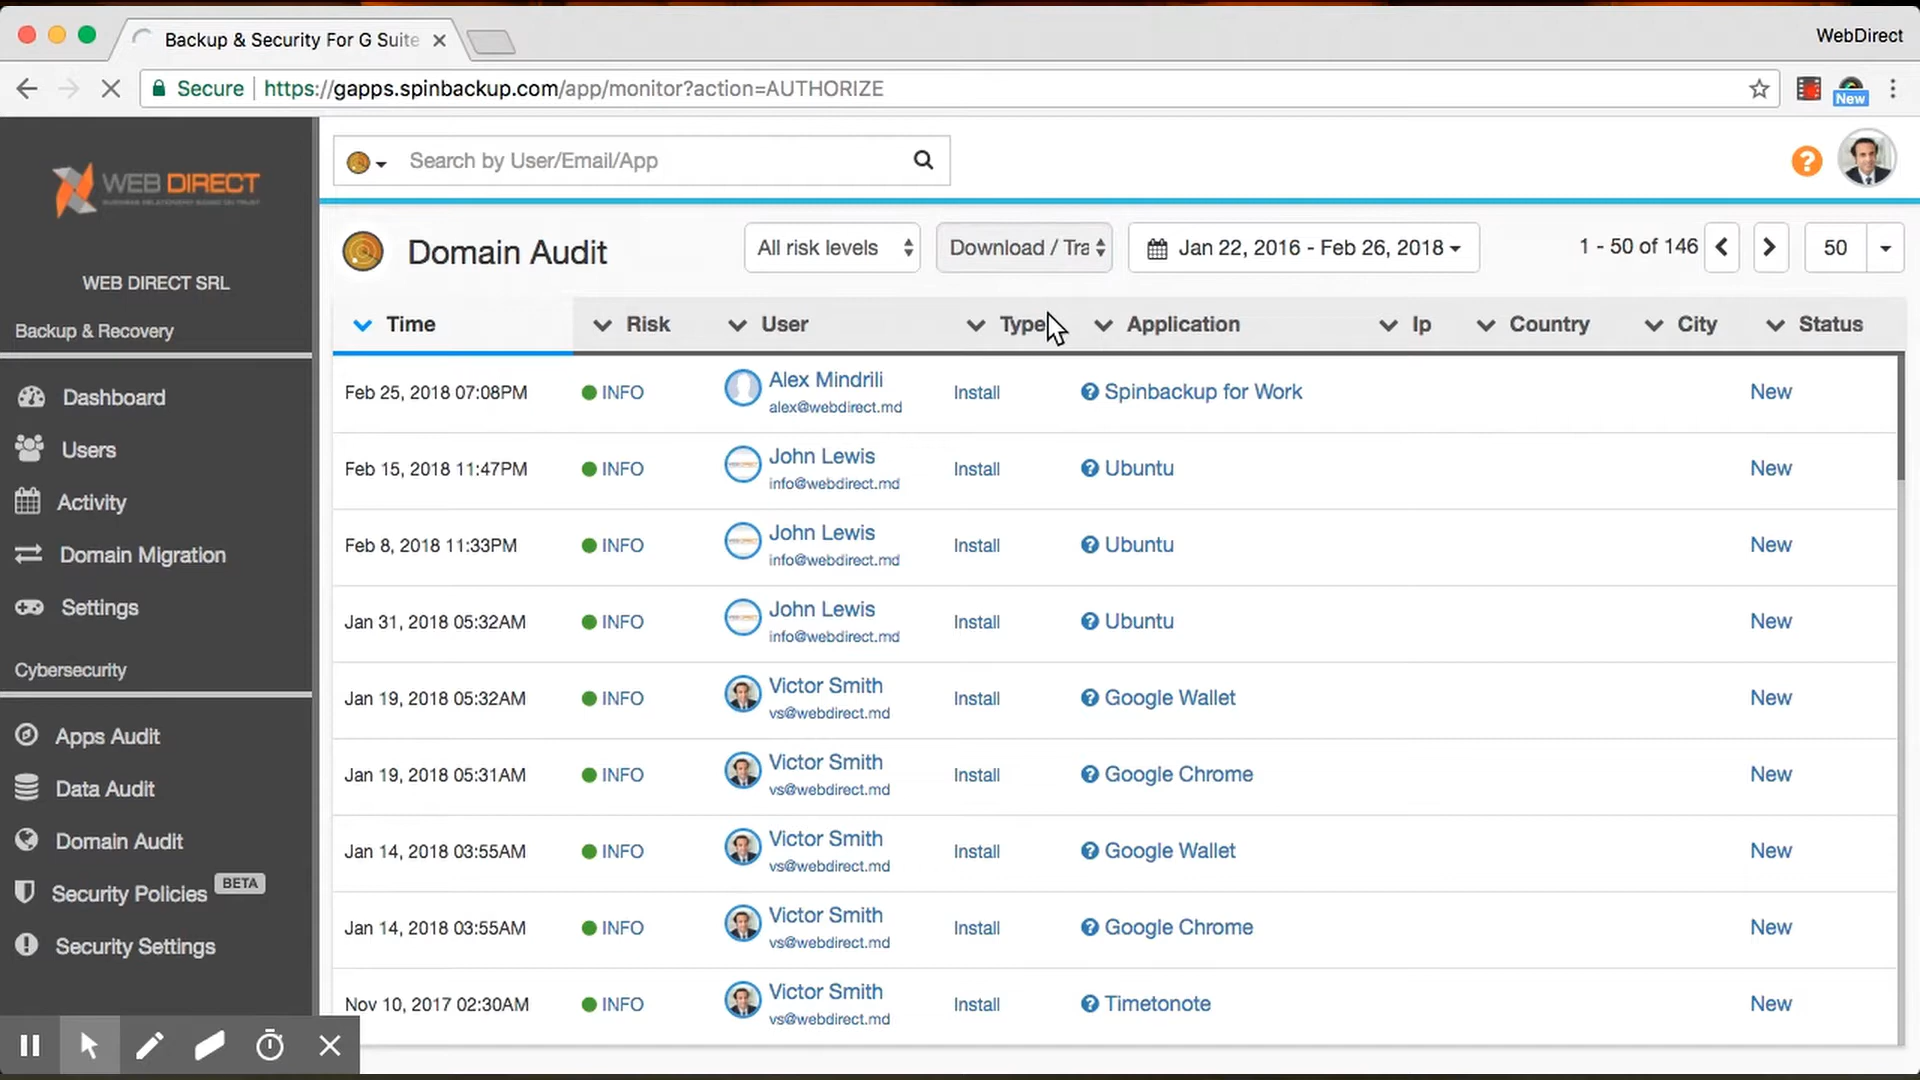 Backup & Security For G Suite
WebDirect
Secure https://gapps.spinbackup.com/app/monitor?action=AUTHORIZE
New
WEB DIRECT
WEB DIRECT SRL
Backup & Recovery
Dashboard
Users
Activity
Domain Migration
Settings
Cybersecurity
Apps Audit
Data Audit
Domain Audit
Security Policies BETA
Security Settings
Search by User/Email/App
Domain Audit
All risk levels
Download / Tra
Jan 22, 2016 - Feb 26, 2018
1 - 50 of 146
50
Time Risk User Type Application Ip Country City Status
Feb 25, 2018 07:08PM INFO Alex Mindrili Install Spinbackup for Work New
alex@webdirect.md
Feb 15, 2018 11:47PM INFO John Lewis Install Ubuntu New
info@webdirect.md
Feb 8, 2018 11:33PM INFO John Lewis Install Ubuntu New
info@webdirect.md
Jan 31, 2018 05:32AM INFO John Lewis Install Ubuntu New
info@webdirect.md
Jan 19, 2018 05:32AM INFO Victor Smith Install Google Wallet New
vs@webdirect.md
Jan 19, 2018 05:31AM INFO Victor Smith Install Google Chrome New
vs@webdirect.md
Jan 14, 2018 03:55AM INFO Victor Smith Install Google Wallet New
vs@webdirect.md
Jan 14, 2018 03:55AM INFO Victor Smith Install Google Chrome New
vs@webdirect.md
Nov 10, 2017 02:30AM INFO Victor Smith Install Timetonote New
vs@webdirect.md